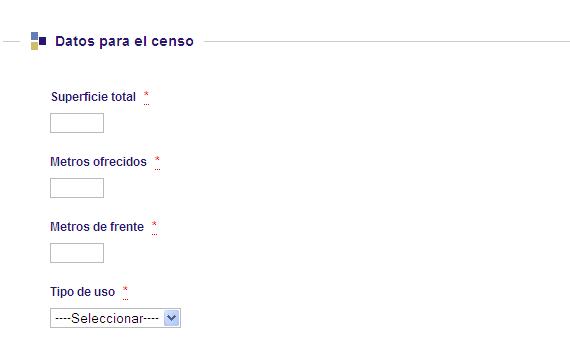 Datos para el censo
Superficie total *
Metros ofrecidos *
Metros de frente *
Tipo de uso *
----Seleccionar----